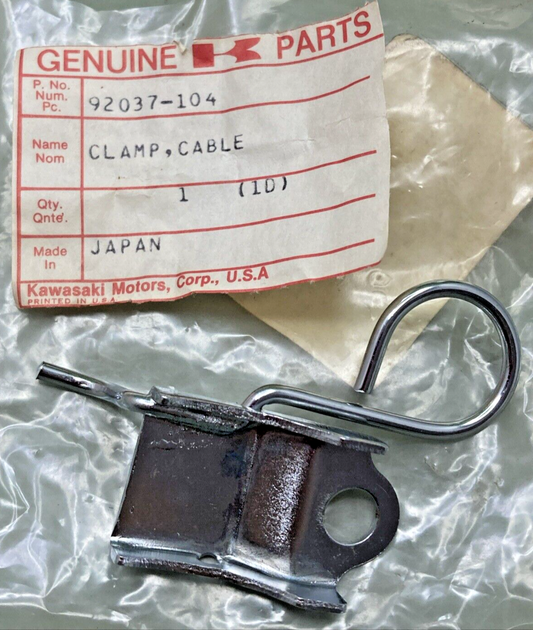 GENUINE K PARTS
P. No.
Num.
Pc.
92037-104
Name
Nom
CLAMP,CABLE
Qty.
Qnté.
1 (1D)
Made
In
JAPAN
Kawasaki Motors, Corp., U.S.A
PRINTED IN U.S.A.